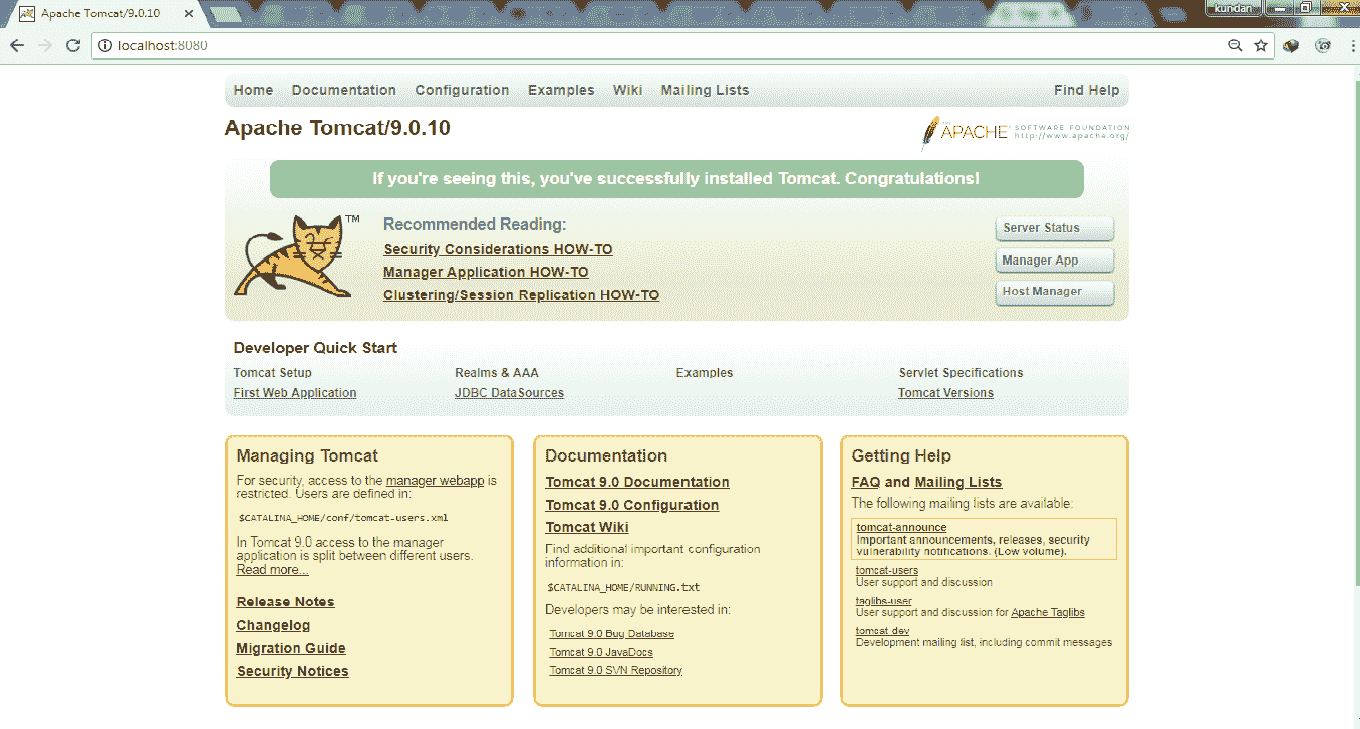 Apache Tomcat/9.0.10
kundan
localhost:8080
Home Documentation Configuration Examples Wiki Mailing Lists Find Help
Apache Tomcat/9.0.10
THE APACHE SOFTWARE FOUNDATION
http://www.apache.org/
If you're seeing this, you've successfully installed Tomcat. Congratulations!
TM
Recommended Reading:
Security Considerations HOW-TO
Manager Application HOW-TO
Clustering/Session Replication HOW-TO
Server Status
Manager App
Host Manager
Developer Quick Start
Tomcat Setup
First Web Application
Realms & AAA
JDBC DataSources
Examples
Servlet Specifications
Tomcat Versions
Managing Tomcat
For security, access to the manager webapp is
restricted. Users are defined in:
$CATALINA_HOME/conf/tomcat-users.xml
In Tomcat 9.0 access to the manager
application is split between different users.
Read more...
Release Notes
Changelog
Migration Guide
Security Notices
Documentation
Tomcat 9.0 Documentation
Tomcat 9.0 Configuration
Tomcat Wiki
Find additional important configuration
information in:
$CATALINA_HOME/RUNNING.txt
Developers may be interested in:
Tomcat 9.0 Bug Database
Tomcat 9.0 JavaDocs
Tomcat 9.0 SVN Repository
Getting Help
FAQ and Mailing Lists
The following mailing lists are available:
tomcat-announce
Important announcements, releases, security
vulnerability notifications. (Low volume).
tomcat-users
User support and discussion
taglibs-user
User support and discussion for Apache Taglibs
tomcat-dev
Development mailing list, including commit messages